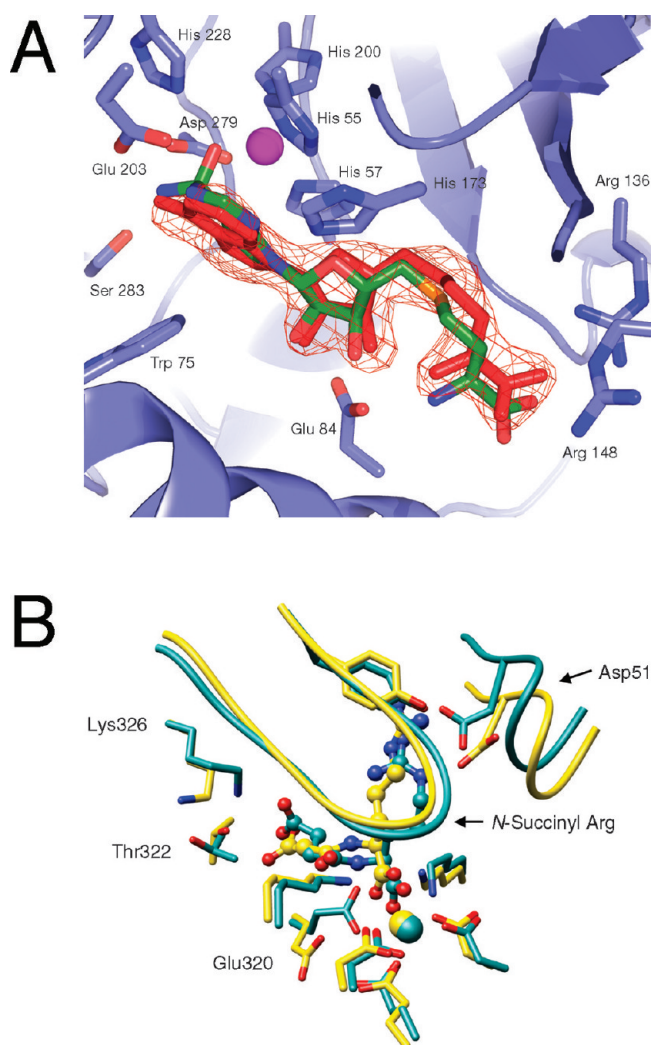 A
His 228
His 200
Asp 279
His 55
Glu 203
His 57
His 173
Arg 136
Ser 283
Trp 75
Glu 84
Arg 148
B
Asp51
Lys326
N-Succinyl Arg
Thr322
Glu320